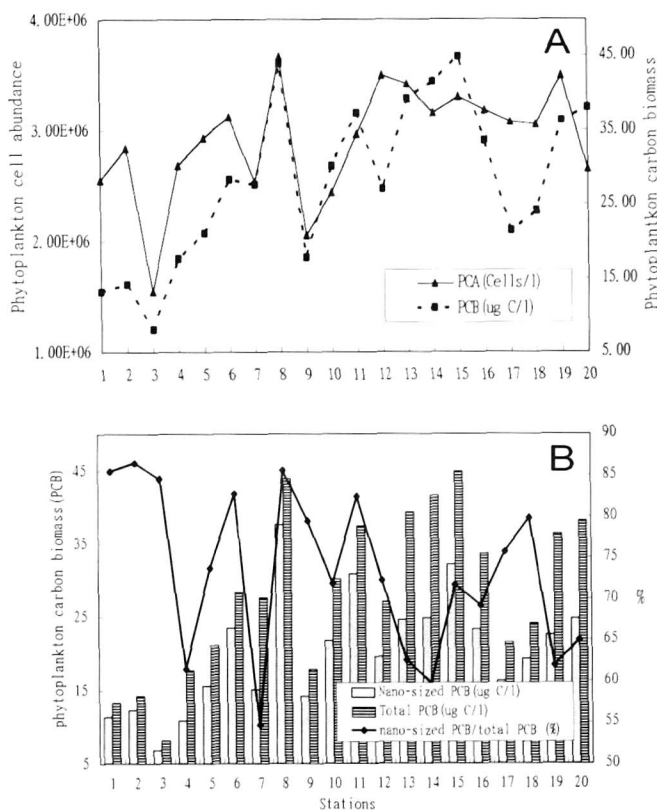 A
4.00E+06
3.00E+06
2.00E+06
1.00E+06
Phytoplankton cell abundance
45.00
35.00
25.00
15.00
5.00
Phytoplantkon carbon biomass
PCA(Cells/l)
PCB(ug C/l)
1 2 3 4 5 6 7 8 9 10 11 12 13 14 15 16 17 18 19 20
B
45
35
25
15
5
phytoplankton carbon biomass(PCB)
90
85
80
75
70
65
60
55
50
%
Nano-sized PCB(ug C/l)
Total PCB(ug C/l)
nano-sized PCB/total PCB (%)
1 2 3 4 5 6 7 8 9 10 11 12 13 14 15 16 17 18 19 20
Stations